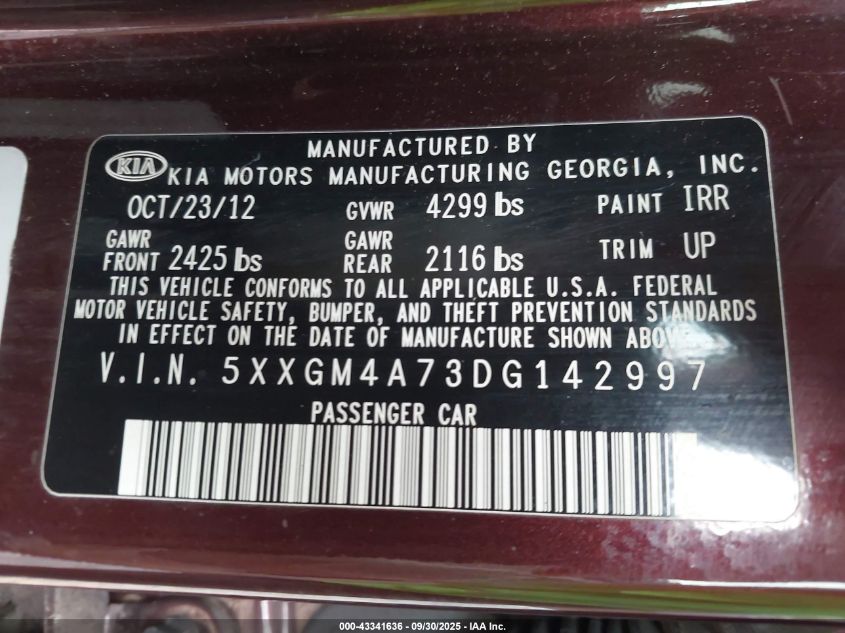 MANUFACTURED BY
KIA KIA MOTORS MANUFACTURING GEORGIA, INC.
OCT/23/12 GVWR 4299 lbs PAINT IRR
GAWR FRONT 2425 lbs GAWR REAR 2116 lbs TRIM UP
THIS VEHICLE CONFORMS TO ALL APPLICABLE U.S.A. FEDERAL
MOTOR VEHICLE SAFETY, BUMPER, AND THEFT PREVENTION STANDARDS
IN EFFECT ON THE DATE OF MANUFACTURE SHOWN ABOVE.
V.I.N. 5XXGM4A73DG142997
PASSENGER CAR
000-43341636 - 09/30/2025 - IAA Inc.